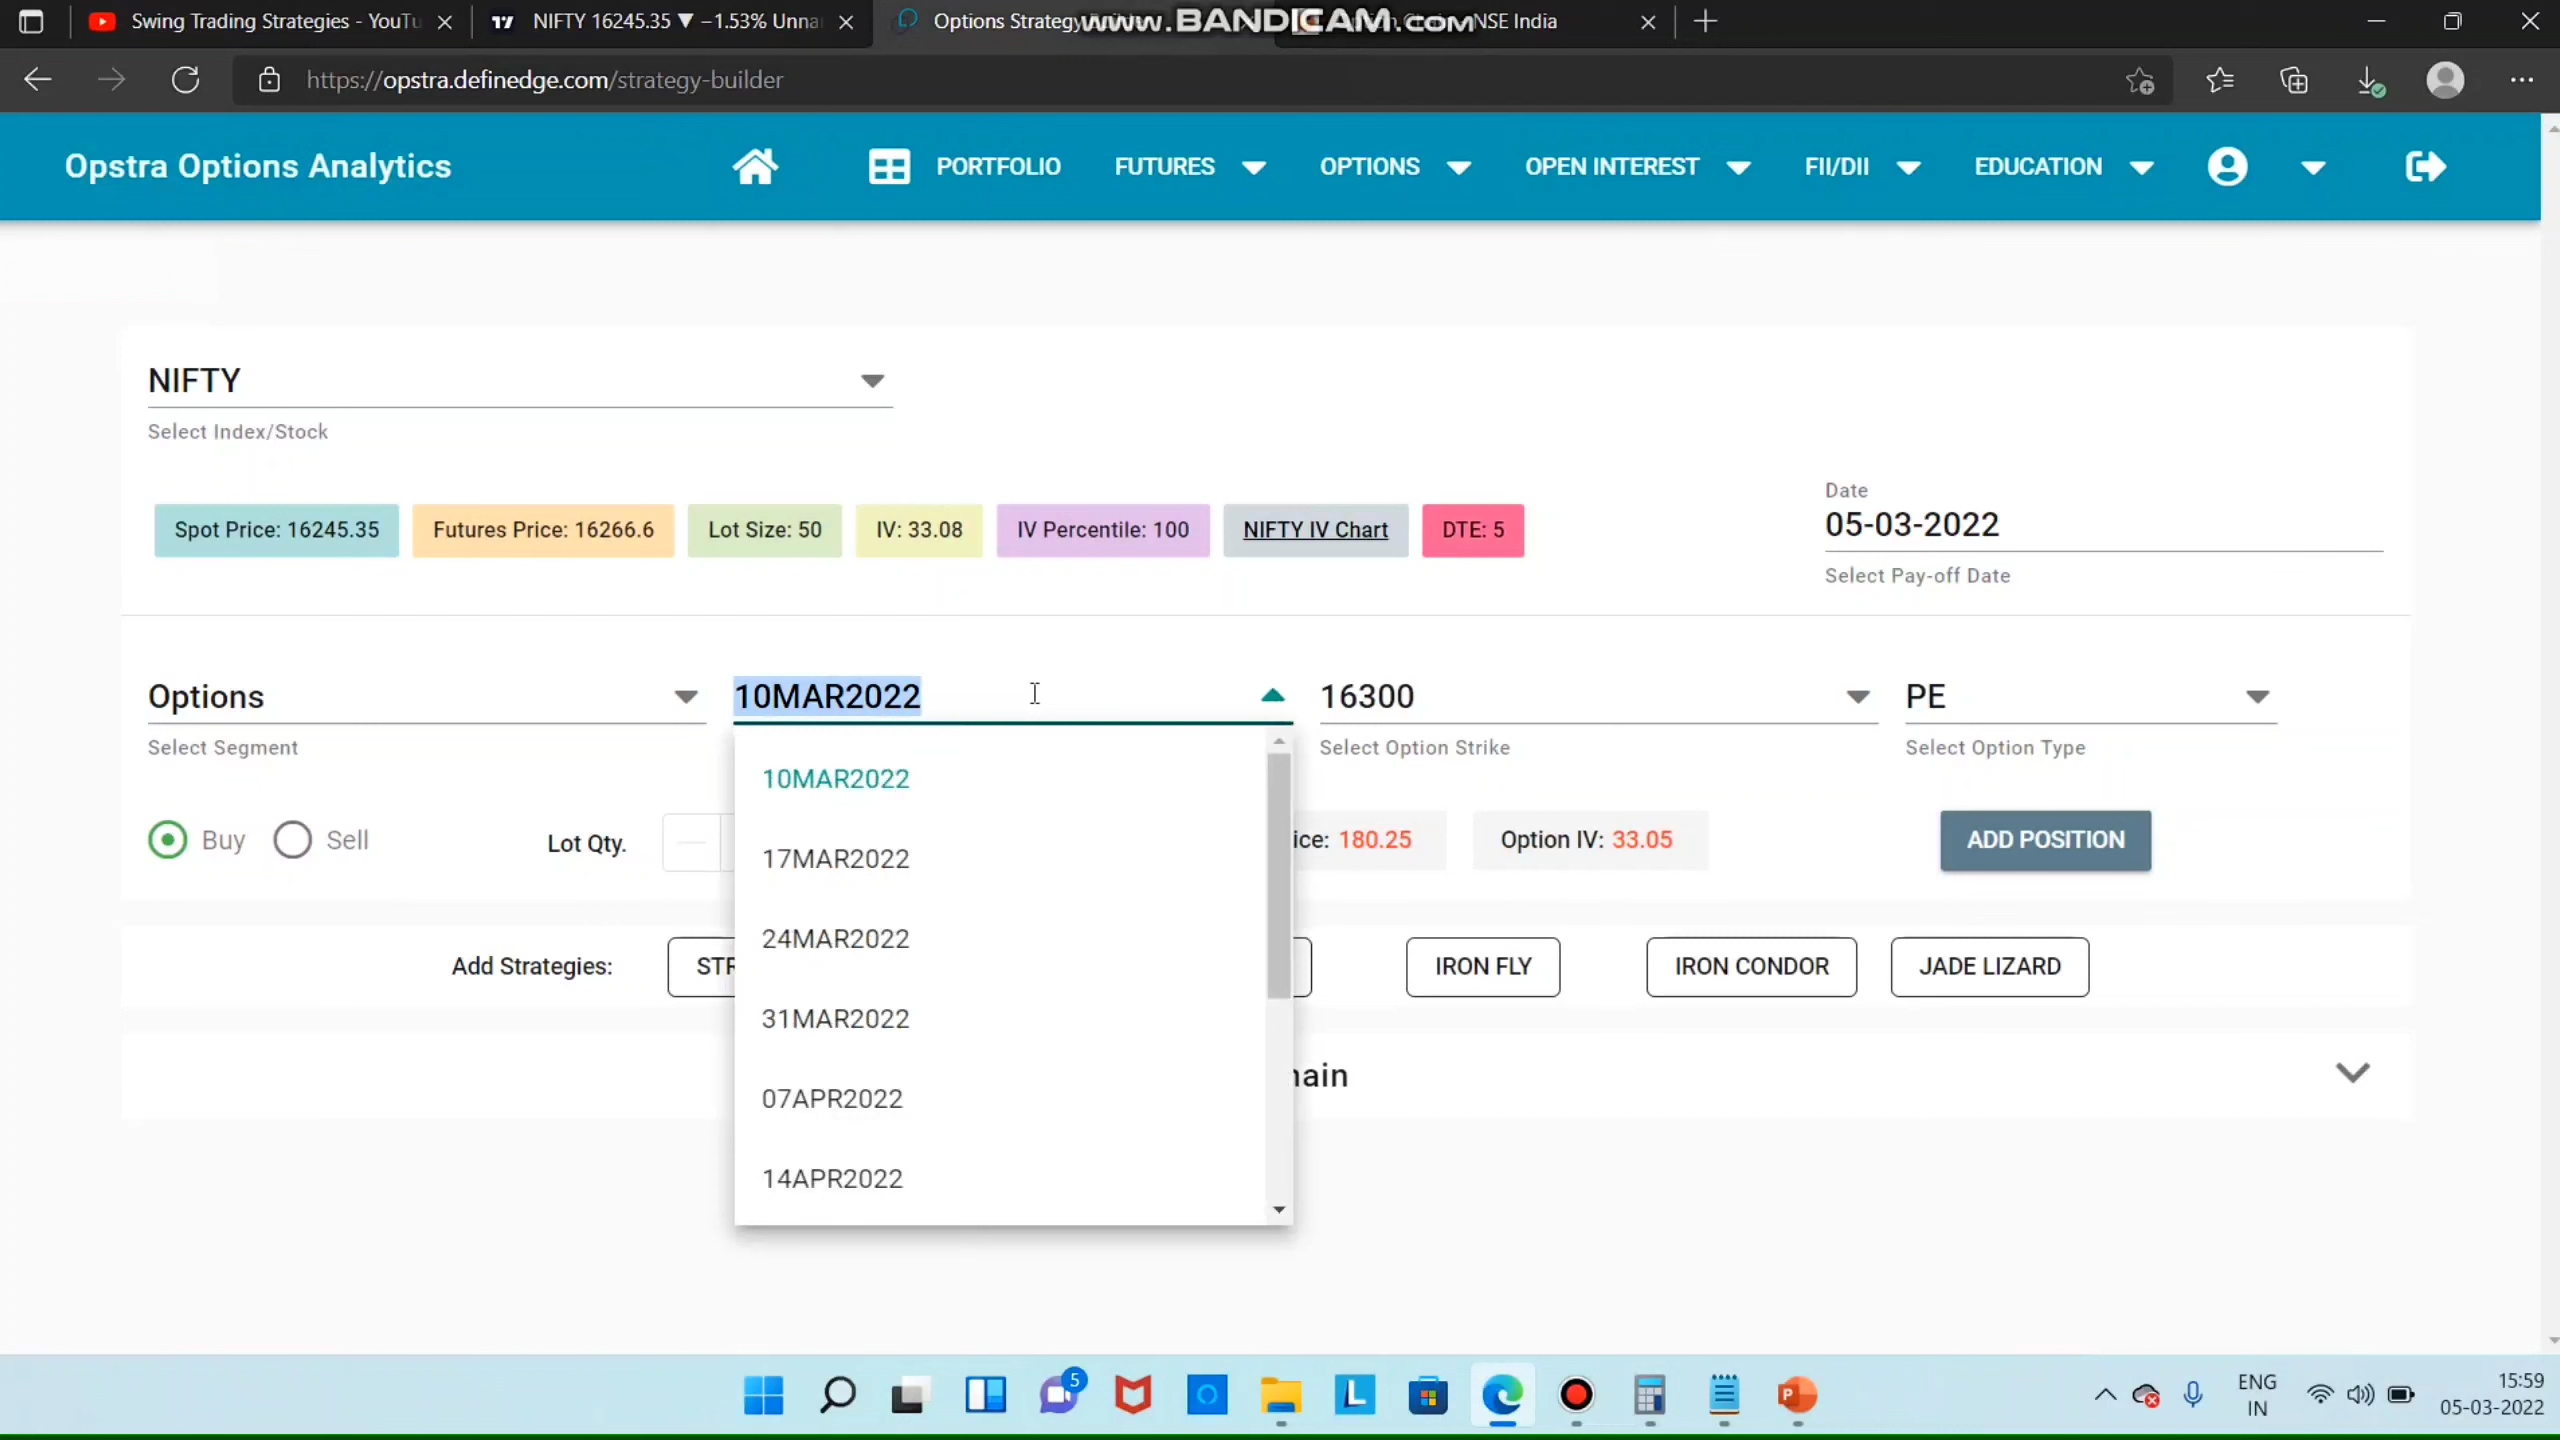 Swing Trading Strategies - YouTu
NIFTY 16245.35 ▼ −1.53% Unna
Options Strategy
www.BANDICAM.com
NSE India
https://opstra.definedge.com/strategy-builder
Opstra Options Analytics
PORTFOLIO
FUTURES
OPTIONS
OPEN INTEREST
FII/DII
EDUCATION
NIFTY
Select Index/Stock
Spot Price: 16245.35
Futures Price: 16266.6
Lot Size: 50
IV: 33.08
IV Percentile: 100
NIFTY IV Chart
DTE: 5
Date
05-03-2022
Select Pay-off Date
Options
Select Segment
10MAR2022
16300
Select Option Strike
PE
Select Option Type
10MAR2022
17MAR2022
24MAR2022
31MAR2022
07APR2022
14APR2022
Buy
Sell
Lot Qty.
ice: 180.25
Option IV: 33.05
ADD POSITION
Add Strategies:
STR
IRON FLY
IRON CONDOR
JADE LIZARD
hain
5
L
P
ENG
IN
15:59
05-03-2022